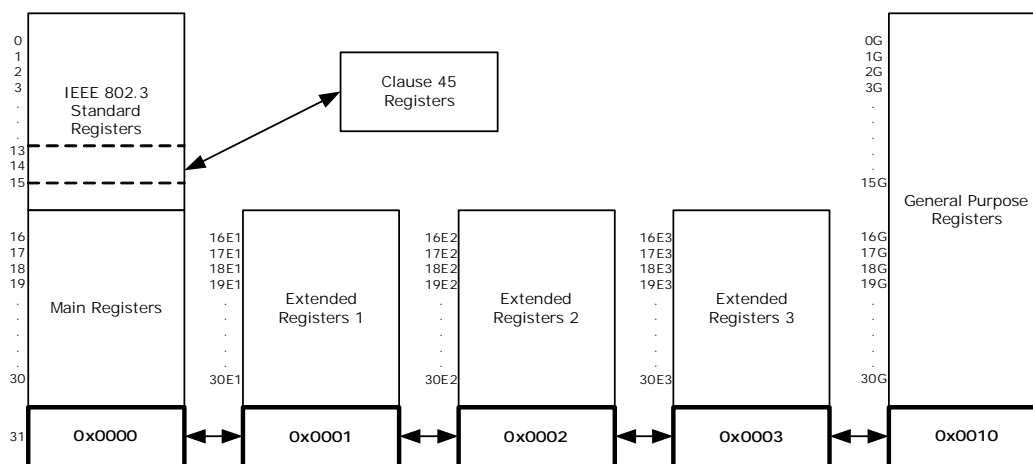 0
1
2
3
.
.
.
13
14
15
IEEE 802.3
Standard
Registers
Clause 45
Registers
16
17
18
19
.
.
.
.
.
30
Main Registers
16E1
17E1
18E1
19E1
.
.
.
.
.
30E1
Extended
Registers 1
16E2
17E2
18E2
19E2
.
.
.
.
.
30E2
Extended
Registers 2
16E3
17E3
18E3
19E3
.
.
.
.
.
30E3
Extended
Registers 3
0G
1G
2G
3G
.
.
.
.
.
15G
16G
17G
18G
19G
.
.
.
.
.
30G
General Purpose
Registers
31
0x0000
0x0001
0x0002
0x0003
0x0010